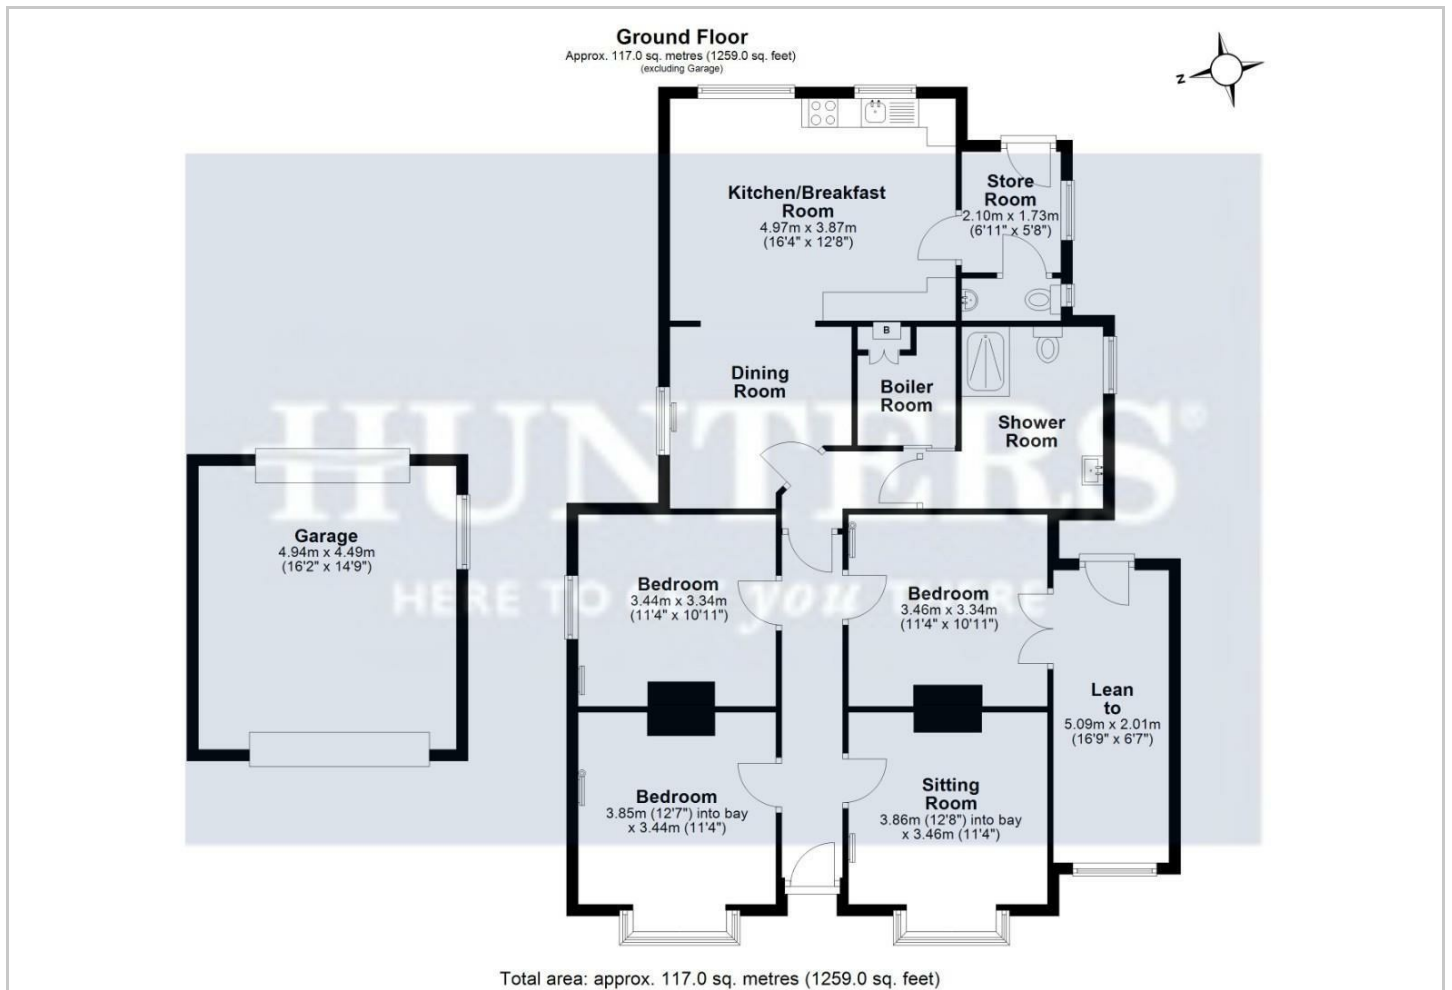 Ground Floor
Approx. 117.0 sq. metres (1259.0 sq. feet)
(excluding Garage)
Z
Kitchen/Breakfast
Room
4.97m x 3.87m
(16'4" x 12'8")
Store
Room
2.10m x 1.73m
(6'11" x 5'8")
B
Dining
Room
Boiler
Room
Shower
Room
HUNTERS®
HERE TO GET you THERE
Garage
4.94m x 4.49m
(16'2" x 14'9")
Bedroom
3.44m x 3.34m
(11'4" x 10'11")
Bedroom
3.46m x 3.34m
(11'4" x 10'11")
Lean
to
5.09m x 2.01m
(16'9" x 6'7")
Bedroom
3.85m (12'7") into bay
x 3.44m (11'4")
Sitting
Room
3.86m (12'8") into bay
x 3.46m (11'4")
Total area: approx. 117.0 sq. metres (1259.0 sq. feet)